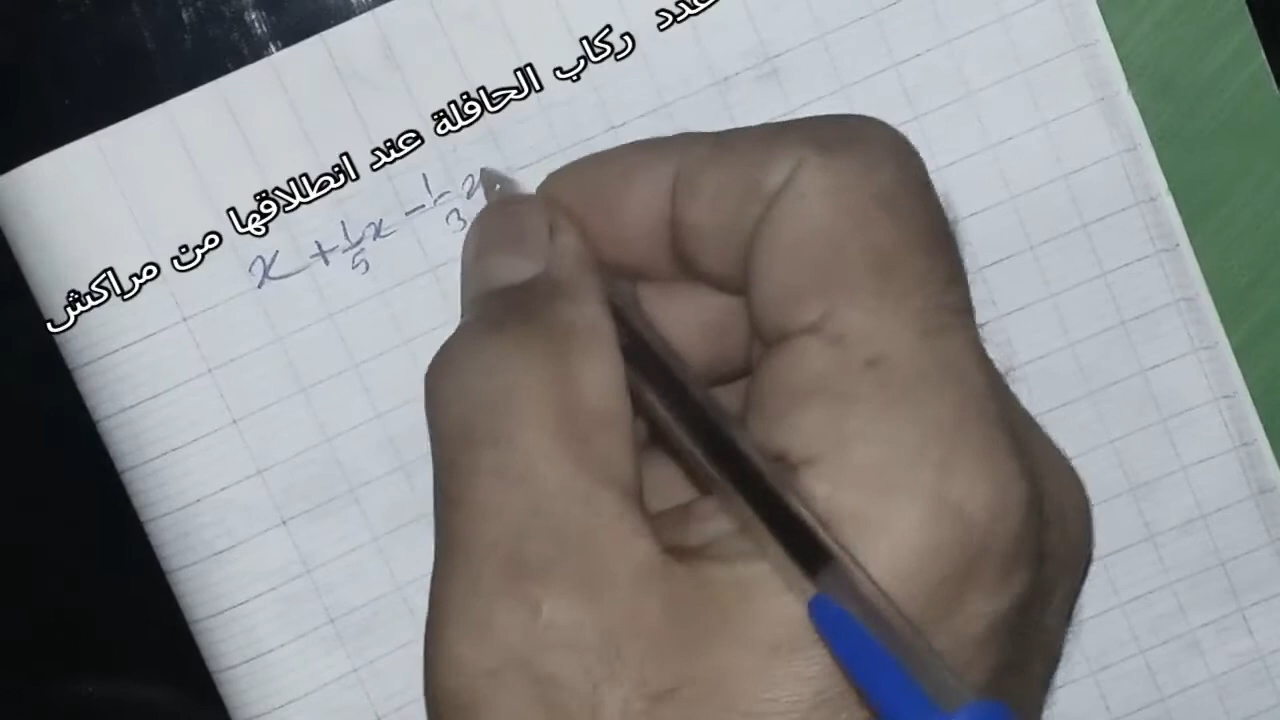 عدد ركاب الحافلة عند انطلاقها من مراكش
x + 1/5 x - 1/3 x